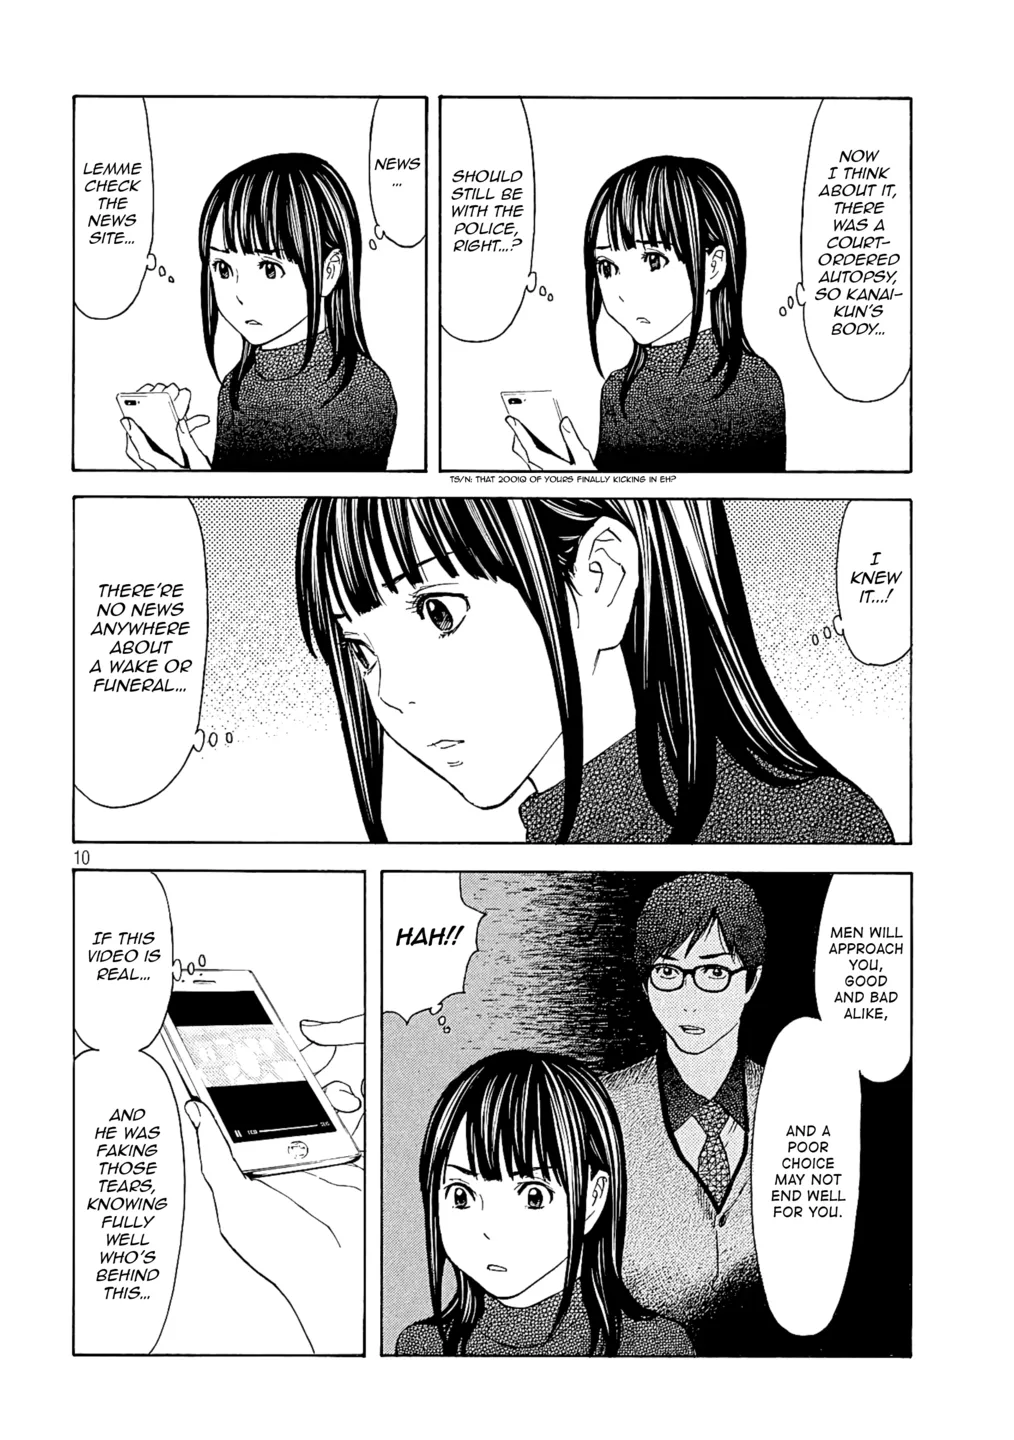 NOW
I THINK
ABOUT IT,
THERE
WAS A
COURT-
ORDERED
AUTOPSY,
SO KANAI-
KUN'S
BODY...
SHOULD
STILL BE
WITH THE
POLICE,
RIGHT...?
TS/N: THAT 200IQ OF YOURS FINALLY KICKING IN EH?
NEWS
...
LEMME
CHECK
THE
NEWS
SITE...
I
KNEW
IT...!
THERE'RE
NO NEWS
ANYWHERE
ABOUT
A WAKE OR
FUNERAL...
10
MEN WILL
APPROACH
YOU,
GOOD
AND BAD
ALIKE,
AND A
POOR
CHOICE
MAY NOT
END WELL
FOR YOU.
HAH!!
IF THIS
VIDEO IS
REAL...
AND
HE WAS
FAKING
THOSE
TEARS,
KNOWING
FULLY
WELL
WHO'S
BEHIND
THIS...